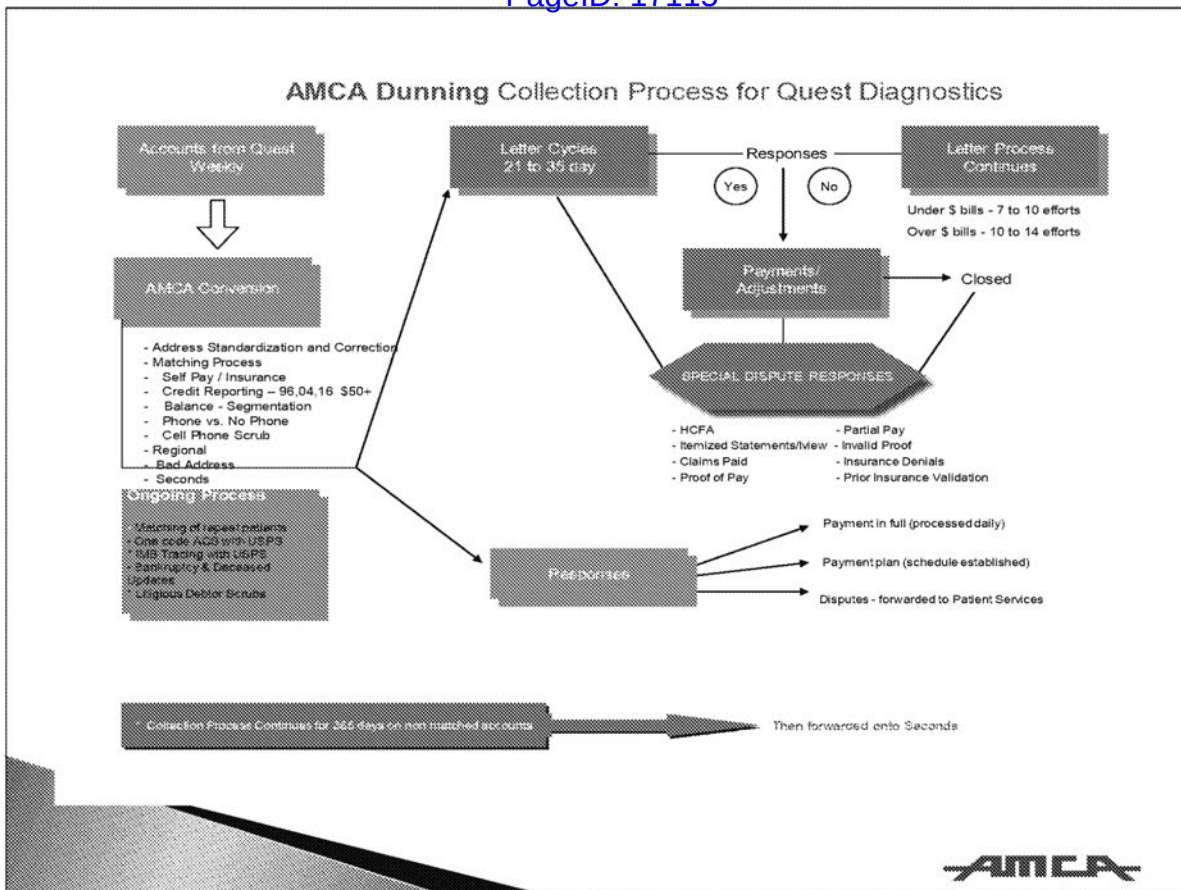 PageID: 17115
AMCA Dunning Collection Process for Quest Diagnostics
Accounts from Quest
Weekly
Letter Cycles
21 to 35 day
Responses
Yes
No
Letter Process
Continues
Under $ bills - 7 to 10 efforts
Over $ bills - 10 to 14 efforts
AMCA Conversion
- Address Standardization and Correction
- Matching Process
- Self Pay / Insurance
- Credit Reporting -- 96,04,16 $50+
- Balance - Segmentation
- Phone vs. No Phone
- Cell Phone Scrub
- Regional
- Bad Address
- Seconds
Payments/
Adjustments
Closed
SPECIAL DISPUTE RESPONSES
- HCFA
- Itemized Statements/Iview
- Claims Paid
- Proof of Pay
- Partial Pay
- Invalid Proof
- Insurance Denials
- Prior Insurance Validation
Ongoing Process
* Matching of repeat patients
- One code ACS with USPS
* IMB Tracing with USPS
- Bankruptcy & Deceased
Updates
* Litigious Debtor Scrubs
Responses
Payment in full (processed daily)
Payment plan (schedule established)
Disputes - forwarded to Patient Services
* Collection Process Continues for 365 days on non matched accounts
Then forwarded onto Seconds
AMCA